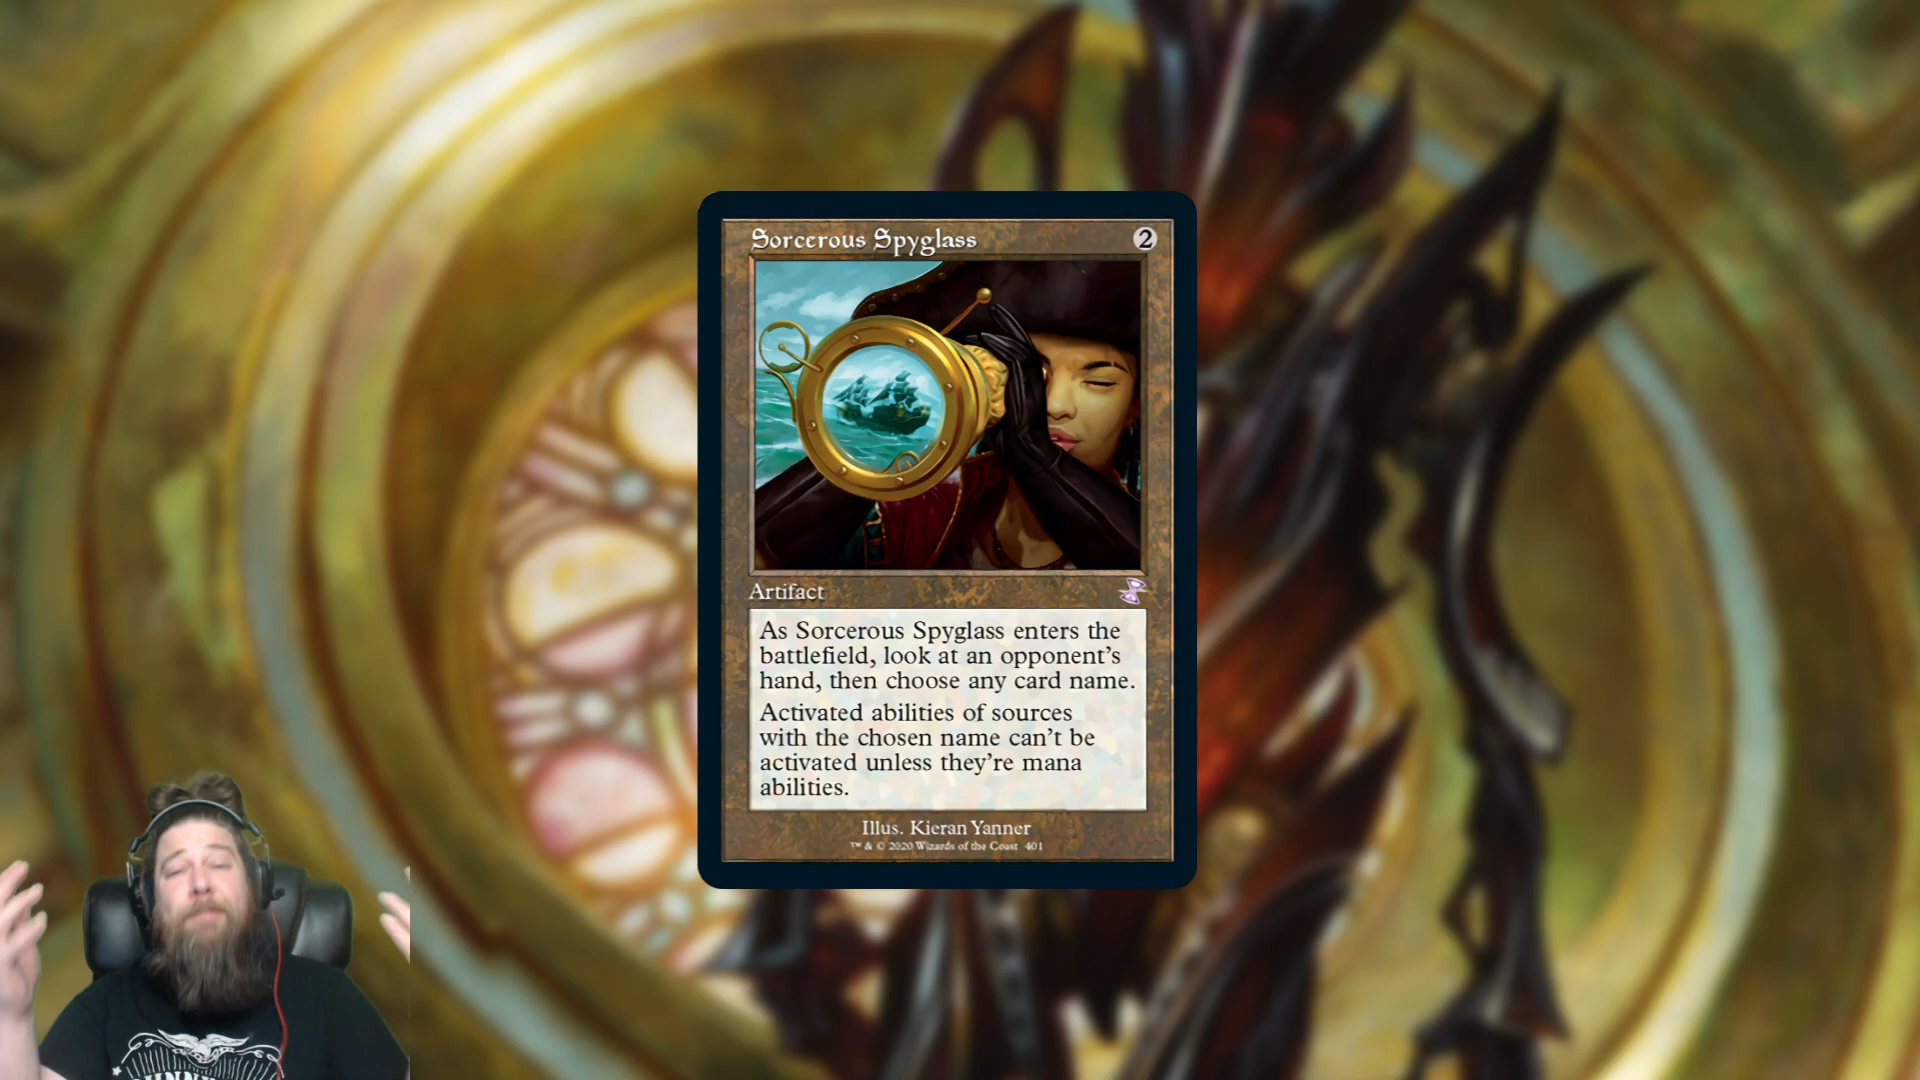 Sorcerous Spyglass 2
Artifact
As Sorcerous Spyglass enters the
battlefield, look at an opponent's
hand, then choose any card name.
Activated abilities of sources
with the chosen name can't be
activated unless they're mana
abilities.
Illus. Kieran Yanner
™ & © 2020 Wizards of the Coast 401